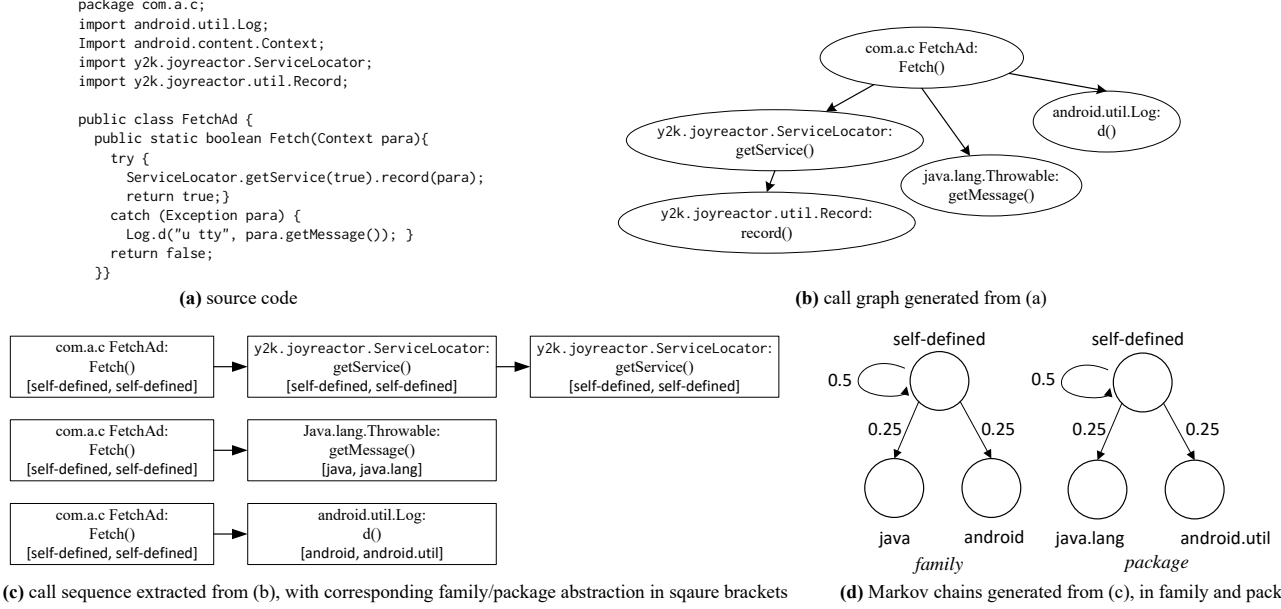 package com.a.c;
import android.util.Log;
Import android.content.Context;
import y2k.joyreactor.ServiceLocator;
import y2k.joyreactor.util.Record;
public class FetchAd {
public static boolean Fetch(Context para){
try {
ServiceLocator.getService(true).record(para);
return true;}
catch (Exception para) {
Log.d("u tty", para.getMessage()); }
return false;
}}
(a) source code
com.a.c FetchAd:
Fetch()
android.util.Log:
d()
y2k.joyreactor.ServiceLocator:
getService()
java.lang.Throwable:
getMessage()
y2k.joyreactor.util.Record:
record()
(b) call graph generated from (a)
com.a.c FetchAd:
Fetch()
[self-defined, self-defined]
y2k.joyreactor.ServiceLocator:
getService()
[self-defined, self-defined]
y2k.joyreactor.ServiceLocator:
getService()
[self-defined, self-defined]
com.a.c FetchAd:
Fetch()
[self-defined, self-defined]
Java.lang.Throwable:
getMessage()
[java, java.lang]
com.a.c FetchAd:
Fetch()
[self-defined, self-defined]
android.util.Log:
d()
[android, android.util]
(c) call sequence extracted from (b), with corresponding family/package abstraction in sqaure brackets
self-defined
0.5
0.25
0.25
java
android
family
self-defined
0.5
0.25
0.25
java.lang
android.util
package
(d) Markov chains generated from (c), in family and pack